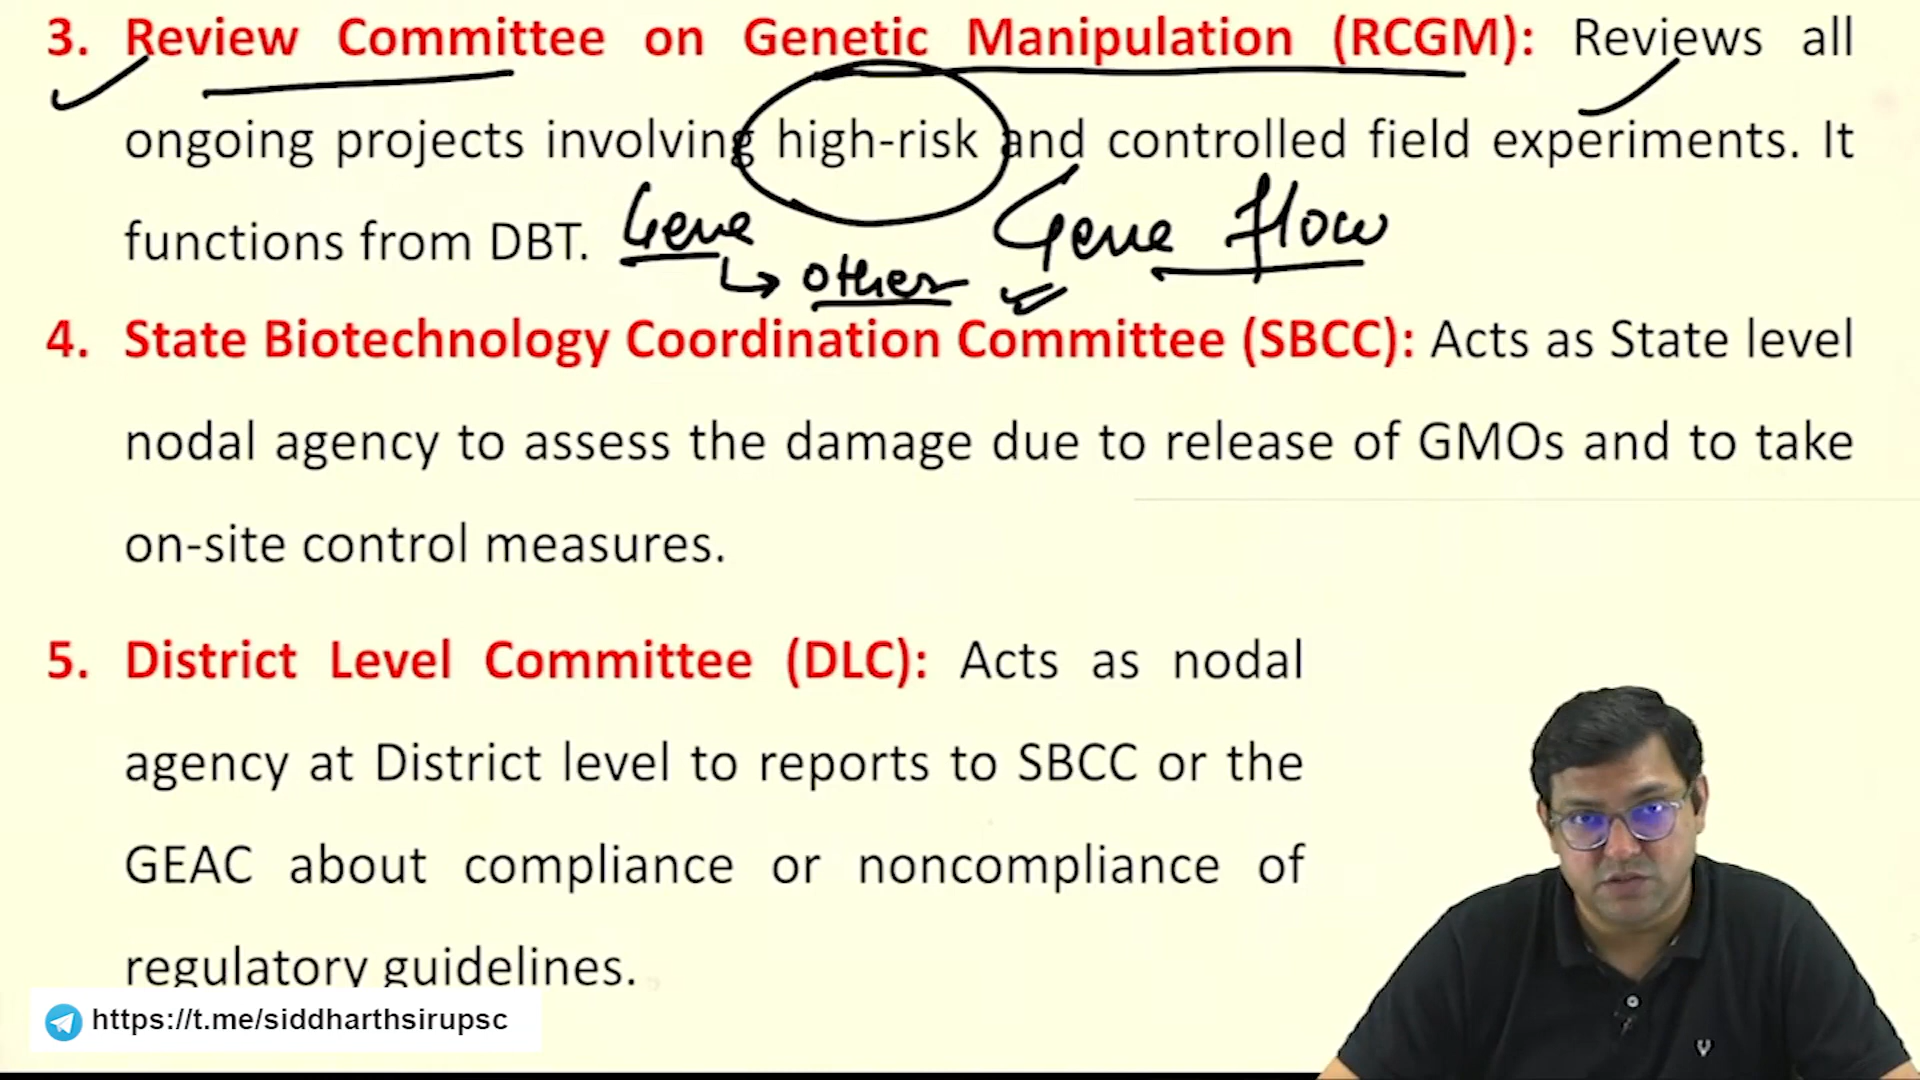 3. Review Committee on Genetic Manipulation (RCGM): Reviews all
ongoing projects involving high-risk and controlled field experiments. It
functions from DBT. Gene Gene flow
↳ other
4. State Biotechnology Coordination Committee (SBCC): Acts as State level
nodal agency to assess the damage due to release of GMOs and to take
on-site control measures.
5. District Level Committee (DLC): Acts as nodal
agency at District level to reports to SBCC or the
GEAC about compliance or noncompliance of
regulatory guidelines.
https://t.me/siddharthsirupsc